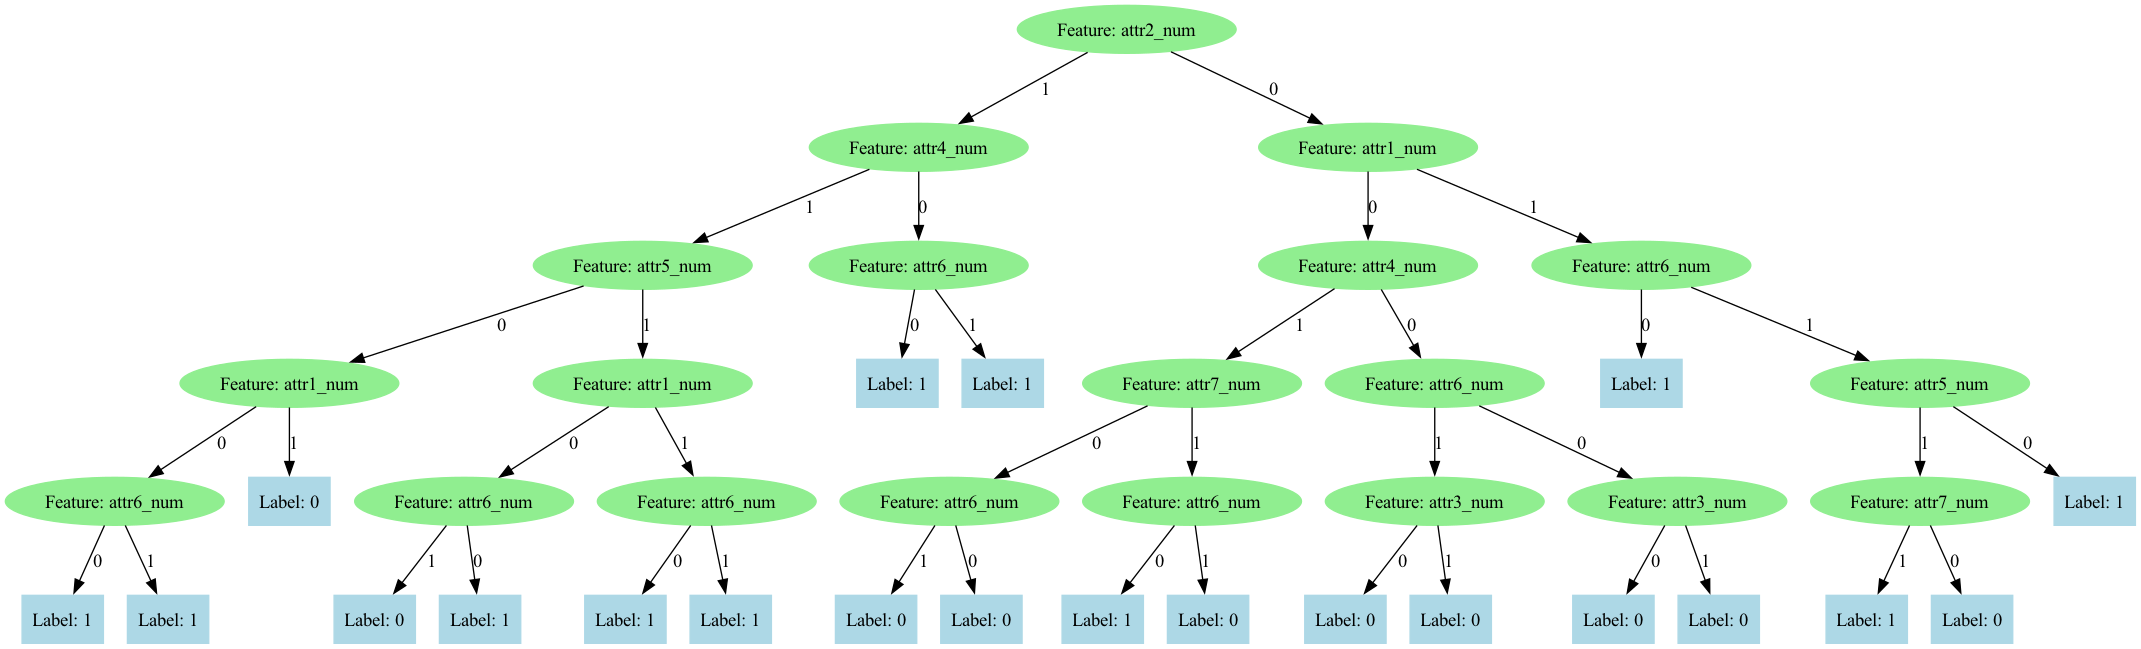 Feature: attr2_num
1
0
Feature: attr4_num
Feature: attr1_num
1
0
0
1
Feature: attr5_num
Feature: attr6_num
Feature: attr4_num
Feature: attr6_num
0
1
0
1
1
0
0
1
Feature: attr1_num
Feature: attr1_num
Label: 1
Label: 1
Feature: attr7_num
Feature: attr6_num
Label: 1
Feature: attr5_num
0
1
0
1
0
1
1
0
1
0
Feature: attr6_num
Label: 0
Feature: attr6_num
Feature: attr6_num
Feature: attr6_num
Feature: attr6_num
Feature: attr3_num
Feature: attr3_num
Feature: attr7_num
Label: 1
0
1
1
0
0
1
1
0
0
1
0
1
0
1
1
0
Label: 1
Label: 1
Label: 0
Label: 1
Label: 1
Label: 1
Label: 0
Label: 0
Label: 1
Label: 0
Label: 0
Label: 0
Label: 0
Label: 0
Label: 1
Label: 0